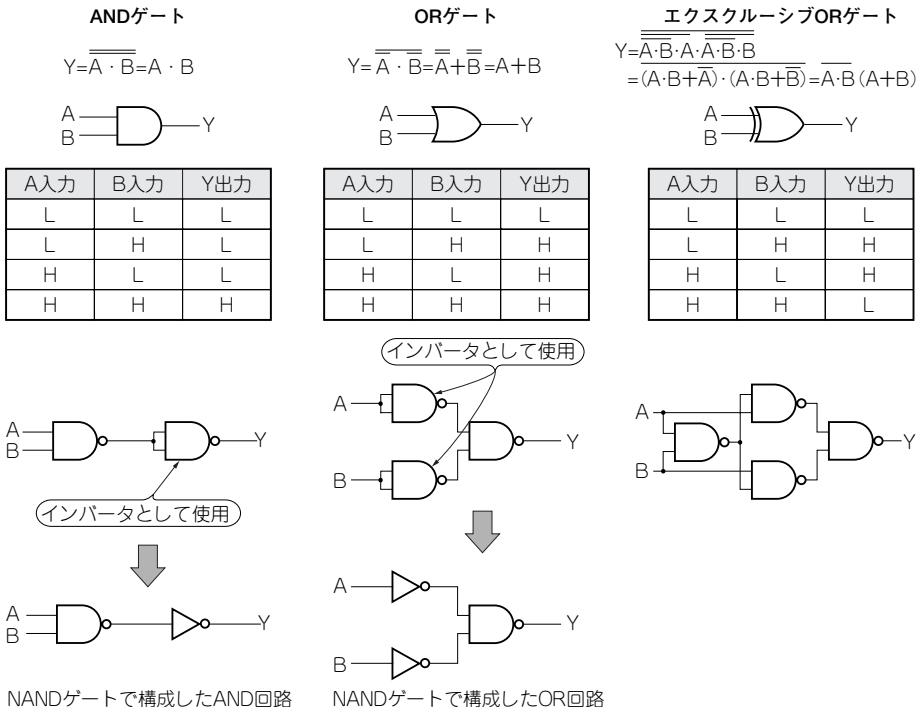 ANDゲート
Y=A̿ ̿·̿ ̿B̿=A · B
A
B
Y
A入力 B入力 Y出力
L L L
L H L
H L L
H H H
A
B
Y
インバータとして使用
A
B
Y
NANDゲートで構成したAND回路
ORゲート
Y=A̿ ̅·̅ ̅B̿=A̿+B̿=A+B
A
B
Y
A入力 B入力 Y出力
L L L
L H H
H L H
H H H
インバータとして使用
A
B
Y
A
B
Y
NANDゲートで構成したOR回路
エクスクルーシブORゲート
Y=A·B·A·A·B·B
=(A·B+A)·(A·B+B)=A·B(A+B)
A
B
Y
A入力 B入力 Y出力
L L L
L H H
H L H
H H L
A
B
Y